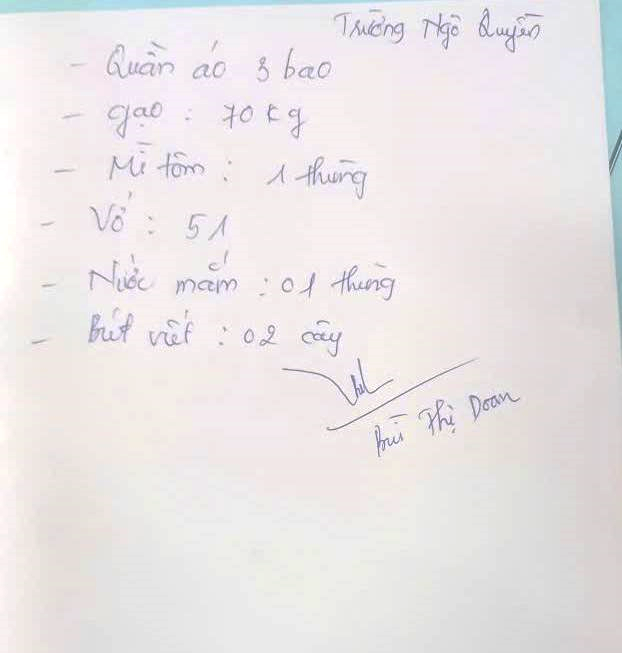 Trường Ngô Quyền
- Quần áo 3 bao
- gạo : 70 kg
- Mì tôm : 1 thùng
- Vở : 51
- Nước mắm : 01 thùng
- Bút viết : 02 cây
Bùi Thị Doan